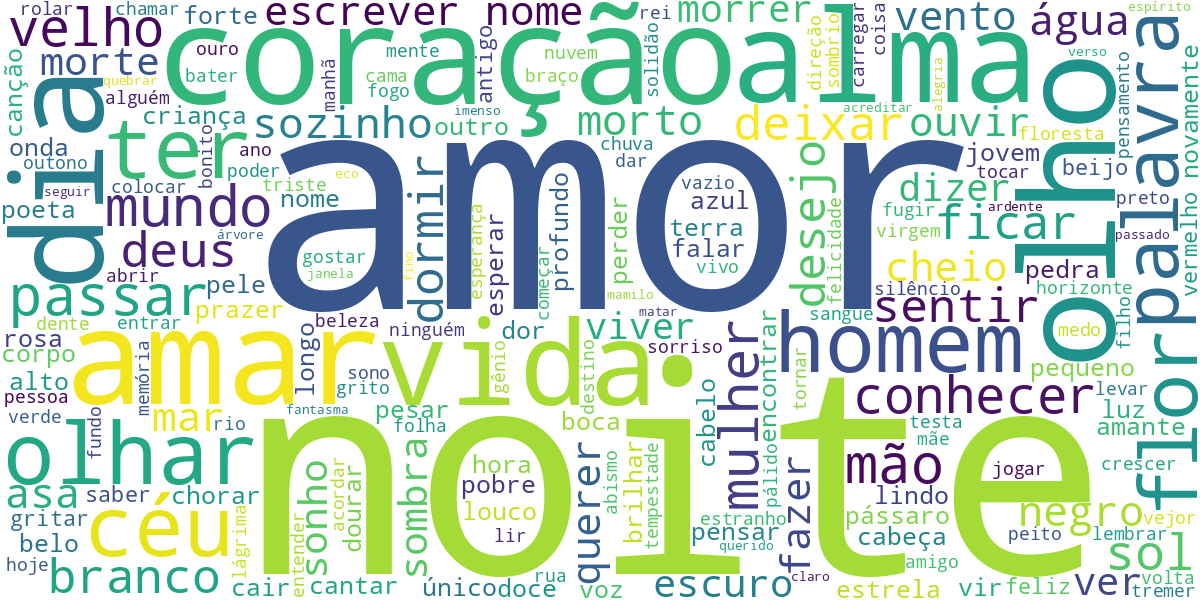 rolar
chamar
forte
escrever
nome
rei
morrer
vento
água
espírito
velho
coração
alma
ouro
mente
nuvem
solidão
direção
sombrio
carregar
coisa
verso
canção
morte
quebrar
bater
cama
fogo
braço
manhã
antigo
alegria
pensamento
alguém
dia
criança
sozinho
outro
imenso
morto
deixar
acreditar
ouvir
floresta
olho
palavra
novamente
onda
outono
ter
bonito
ano
poder
chuva
dar
jovem
tocar
beijo
seguir
colocar
triste
nome
amor
vazio
azul
desejo
dizer
ardente
preto
vermelho
poeta
mundo
eco
dormir
profundo
perder
terra
falar
felicidade
fugir
virgem
ficar
passado
árvore
deus
gostar
janela
fino
esperança
esperar
começar
vivo
cheio
pedra
horizonte
abrir
pele
passar
prazer
mamilo
matar
silêncio
sangue
sentir
dente
entrar
beleza
ninguém
dor
viver
homem
medo
filho
flor
rosa
corpo
amar
longo
vida
gênio
destino
sorriso
mulher
encontrar
tornar
pequeno
alto
memória
sono
grito
conhecer
levar
pessoa
verde
fundo
mar
rio
fantasma
pesar
folha
boca
cabelo
pálido
testa
mãe
luz
amante
olhar
noite
sombra
hora
querer
abismo
brilhar
tempestade
mão
jogar
crescer
asa
saber
chorar
sonho
acordar
dourar
pobre
louco
lindo
gritar
céu
lágrima
entender
lir
estranho
pensar
fazer
pássaro
cabeça
negro
peito
vejor
lembrar
belo
querido
amigo
sol
hoje
branco
cair
cantar
único
doce
rua
voz
escuro
claro
estrela
vir
feliz
ver
volta
tremer